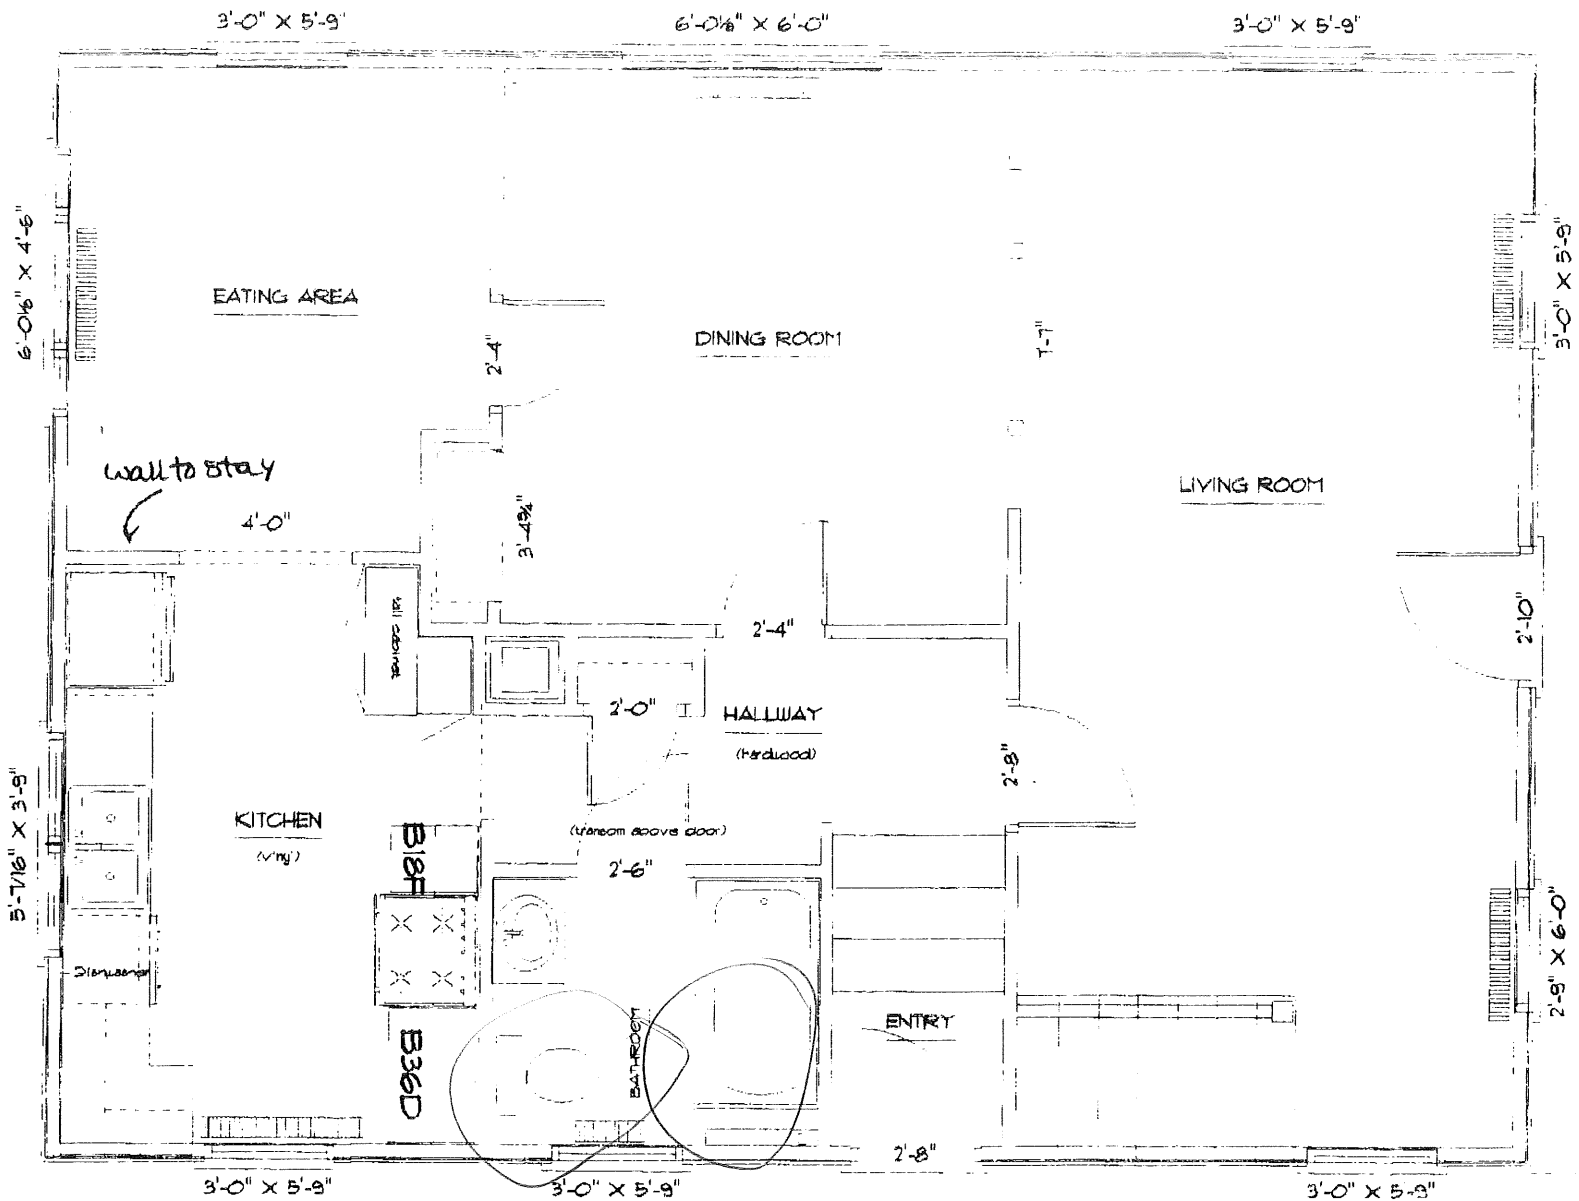 3'-0" X 5'-9"
6'-0⅛" X 6'-0"
3'-0" X 5'-9"
6'-0⅛" X 4'-6"
EATING AREA
DINING ROOM
2'-4"
3'-0" X 5'-9"
wall to stay
4'-0"
3'-4¾"
LIVING ROOM
tall cabinet
2'-4"
2'-10"
2'-0"
HALLWAY
(hardwood)
2'-8"
5'-7/16" X 3'-9"
KITCHEN
(vinyl)
B18F
(transom above door)
2'-6"
Dishwasher
B36D
BATHROOM
ENTRY
2'-9" X 6'-0"
2'-8"
3'-0" X 5'-9"
3'-0" X 5'-9"
3'-0" X 5'-9"